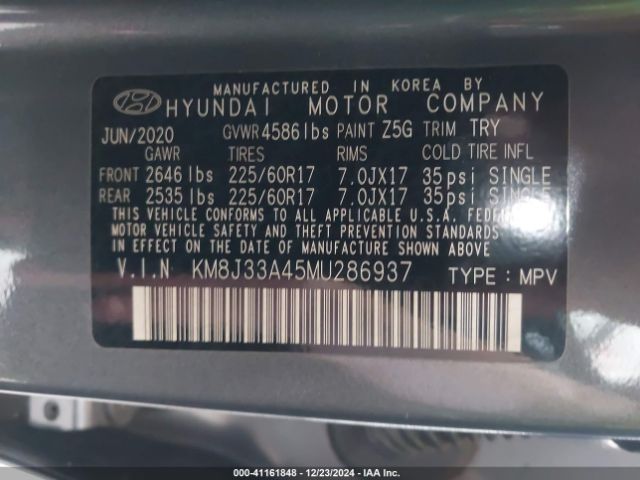 MANUFACTURED IN KOREA BY
HYUNDAI MOTOR COMPANY
JUN/2020 GVWR 4586 lbs PAINT Z5G TRIM TRY
GAWR TIRES RIMS COLD TIRE INFL
FRONT 2646 lbs 225/60R17 7.0JX17 35psi SINGLE
REAR 2535 lbs 225/60R17 7.0JX17 35psi SINGLE
THIS VEHICLE CONFORMS TO ALL APPLICABLE U.S.A. FEDERAL
MOTOR VEHICLE SAFETY AND THEFT PREVENTION STANDARDS
IN EFFECT ON THE DATE OF MANUFACTURE SHOWN ABOVE
V.I.N KM8J33A45MU286937 TYPE : MPV
000-41161848 - 12/23/2024 - IAA Inc.